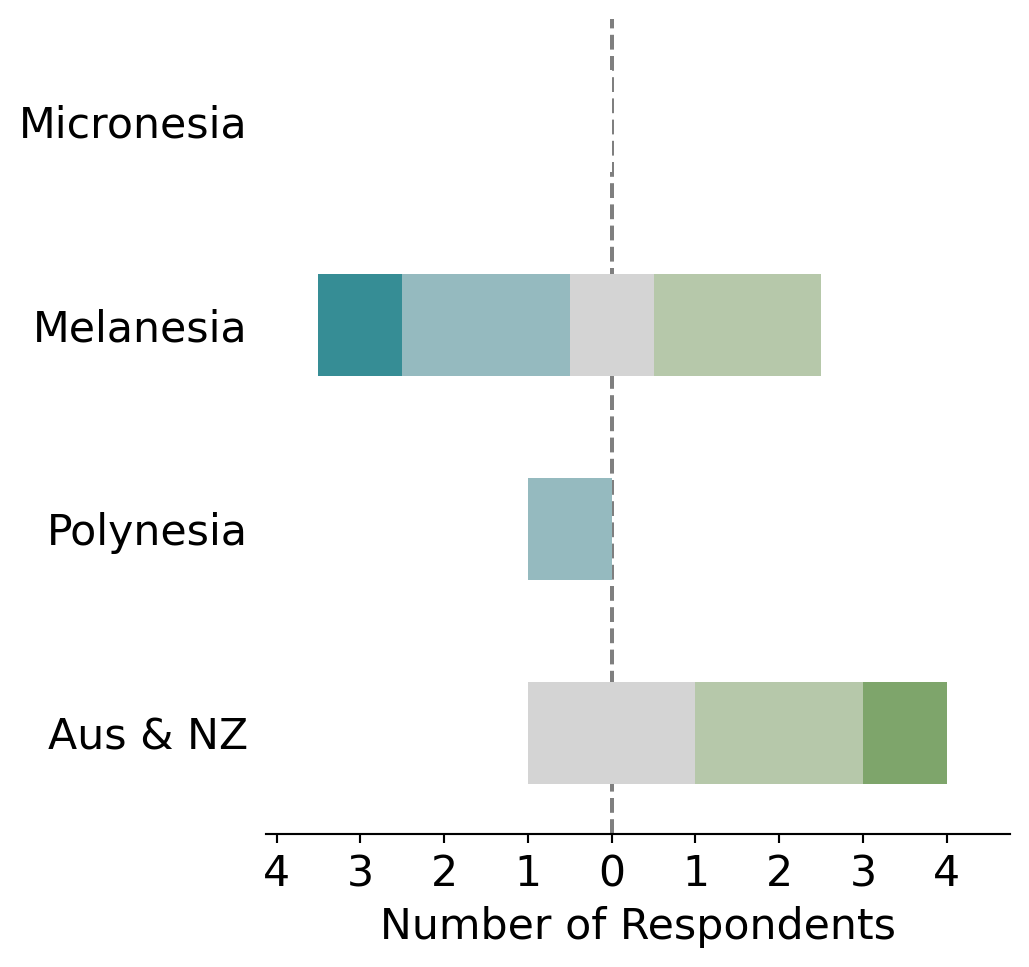 Micronesia
Melanesia
Polynesia
Aus & NZ
4 3 2 1 0 1 2 3 4
Number of Respondents